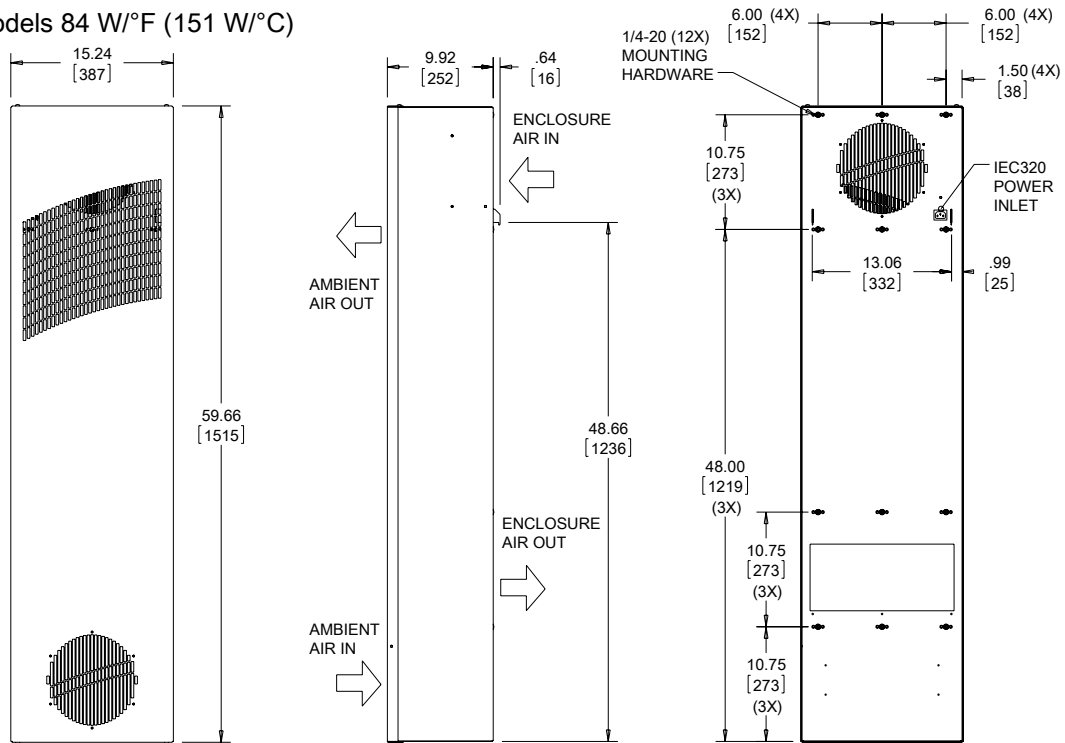 odels 84 W/°F (151 W/°C)
15.24
[387]
59.66
[1515]
9.92
[252]
.64
[16]
ENCLOSURE
AIR IN
AMBIENT
AIR OUT
48.66
[1236]
ENCLOSURE
AIR OUT
AMBIENT
AIR IN
6.00 (4X)
[152]
6.00 (4X)
[152]
1/4-20 (12X)
MOUNTING
HARDWARE
1.50 (4X)
[38]
10.75
[273]
(3X)
IEC320
POWER
INLET
13.06
[332]
.99
[25]
48.00
[1219]
(3X)
10.75
[273]
(3X)
10.75
[273]
(3X)